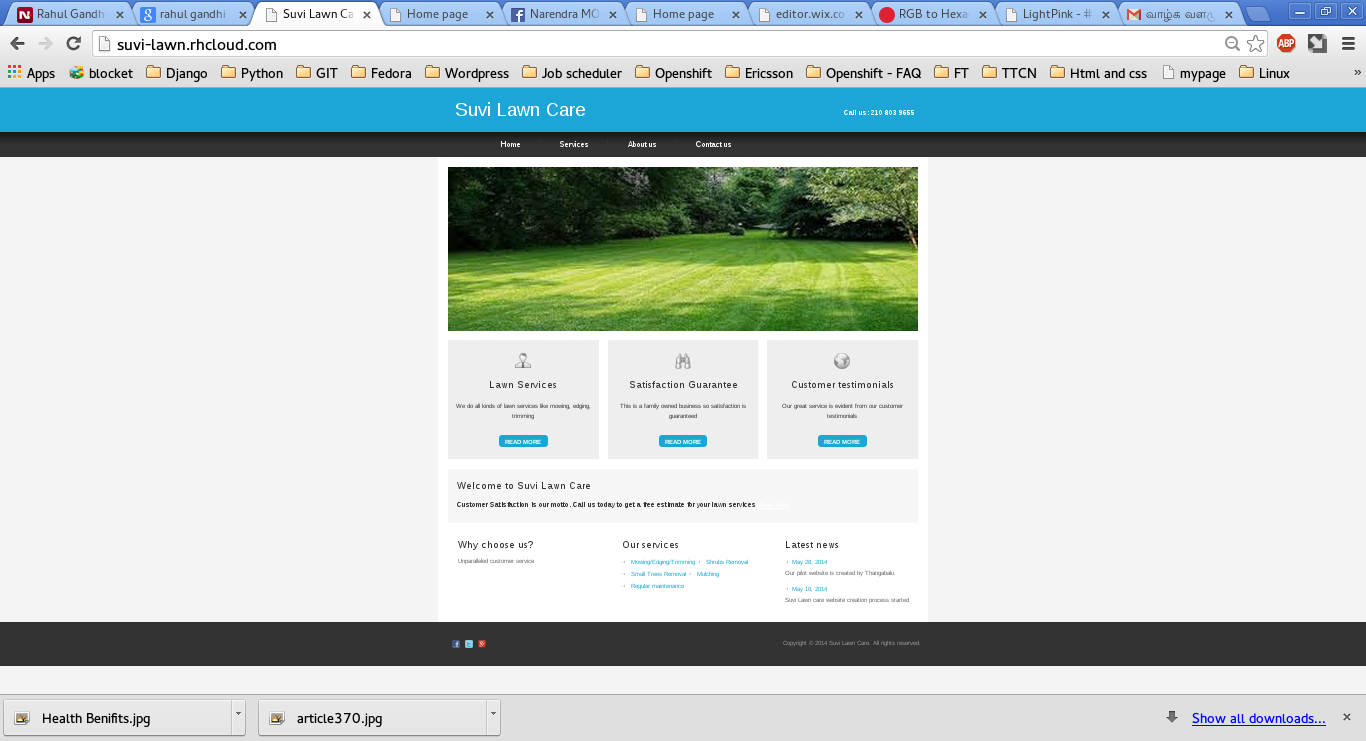 Rahul Gandh
rahul gandhi
Suvi Lawn Ca
Home page
Narendra MO
Home page
editor.wix.co
RGB to Hexa
LightPink - #
வாழ்க வளமு
suvi-lawn.rhcloud.com
ABP
Apps blocket Django Python GIT Fedora Wordpress Job scheduler Openshift Ericsson Openshift - FAQ FT TTCN Html and css mypage Linux »
Suvi Lawn Care
Call us: 210 803 9655
Home Services About us Contact us
Lawn Services
We do all kinds of lawn services like mowing, edging,
trimming
READ MORE
Satisfaction Guarantee
This is a family owned business so satisfaction is
guaranteed
READ MORE
Customer testimonials
Our great service is evident from our customer
testimonials
READ MORE
Welcome to Suvi Lawn Care
Customer Satisfaction is our motto. Call us today to get a free estimate for your lawn services
Why choose us?
Unparalleled customer service
Our services
Mowing/Edging/Trimming Shrubs Removal
Small Trees Removal Mulching
Regular maintenance
Latest news
May 28, 2014
Our pilot website is created by Thangabalu
May 18, 2014
Suvi Lawn care website creation process started
Copyright © 2014 Suvi Lawn Care. All rights reserved.
Health Benifits.jpg
article370.jpg
Show all downloads...